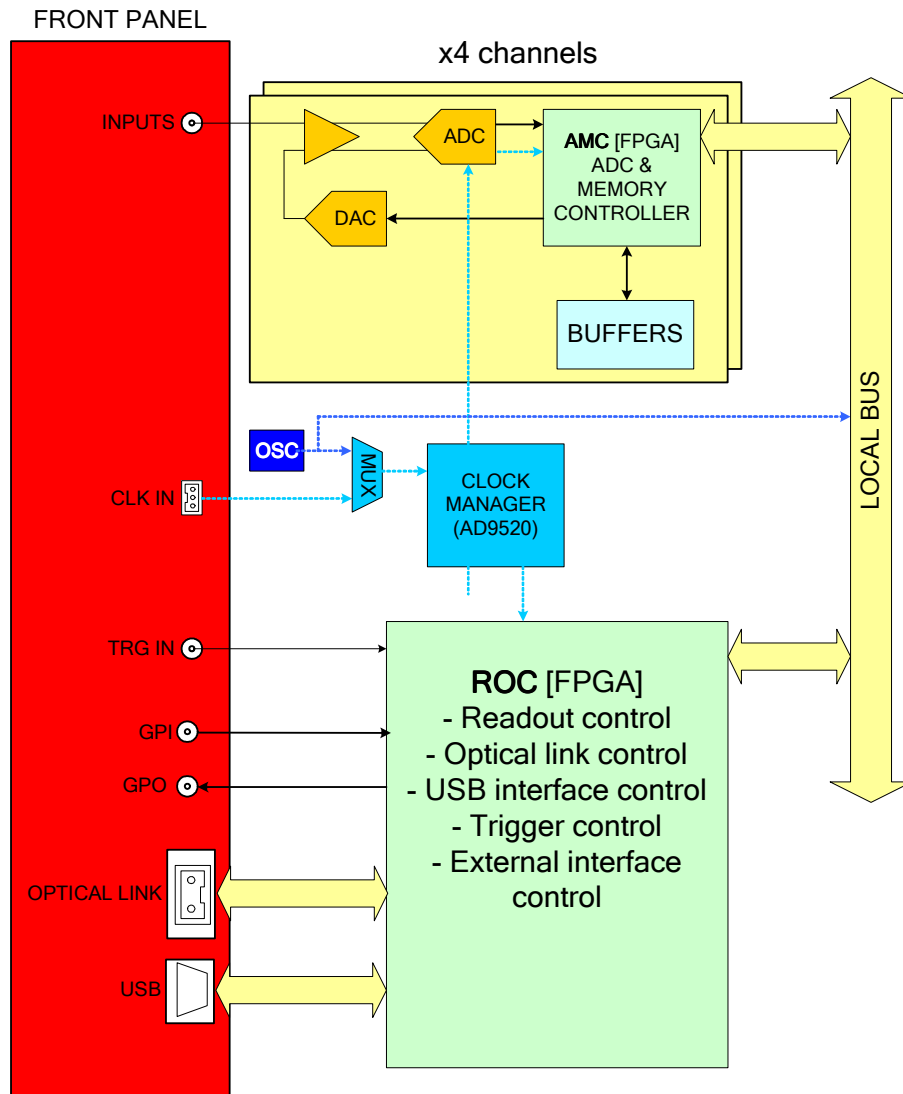 FRONT PANEL
x4 channels
INPUTS
ADC
AMC [FPGA]
ADC &
MEMORY
CONTROLLER
DAC
BUFFERS
LOCAL BUS
OSC
MUX
CLK IN
CLOCK
MANAGER
(AD9520)
TRG IN
GPI
GPO
OPTICAL LINK
USB
ROC [FPGA]
- Readout control
- Optical link control
- USB interface control
- Trigger control
- External interface
control